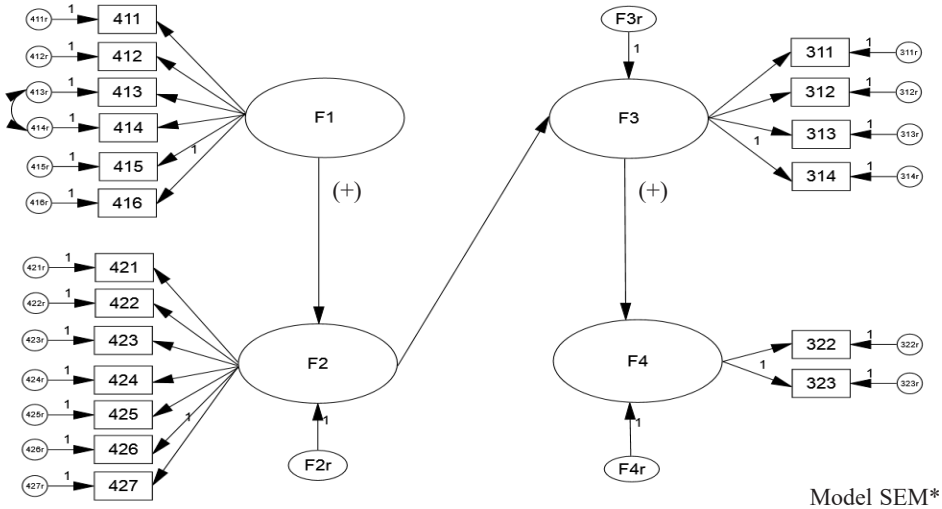 411r 1 411
412r 1 412
413r 1 413
414r 1 414
415r 1 415 1
416r 1 416
F1
(+)
421r 1 421
422r 1 422
423r 1 423
424r 1 424
425r 1 425 1
426r 1 426
427r 1 427
F2
1
F2r
F3r
1
F3
(+)
311 1 311r
312 1 312r
313 1 313r
1 314 1 314r
F4
322 1 322r
1 323 1 323r
1
F4r
Model SEM*